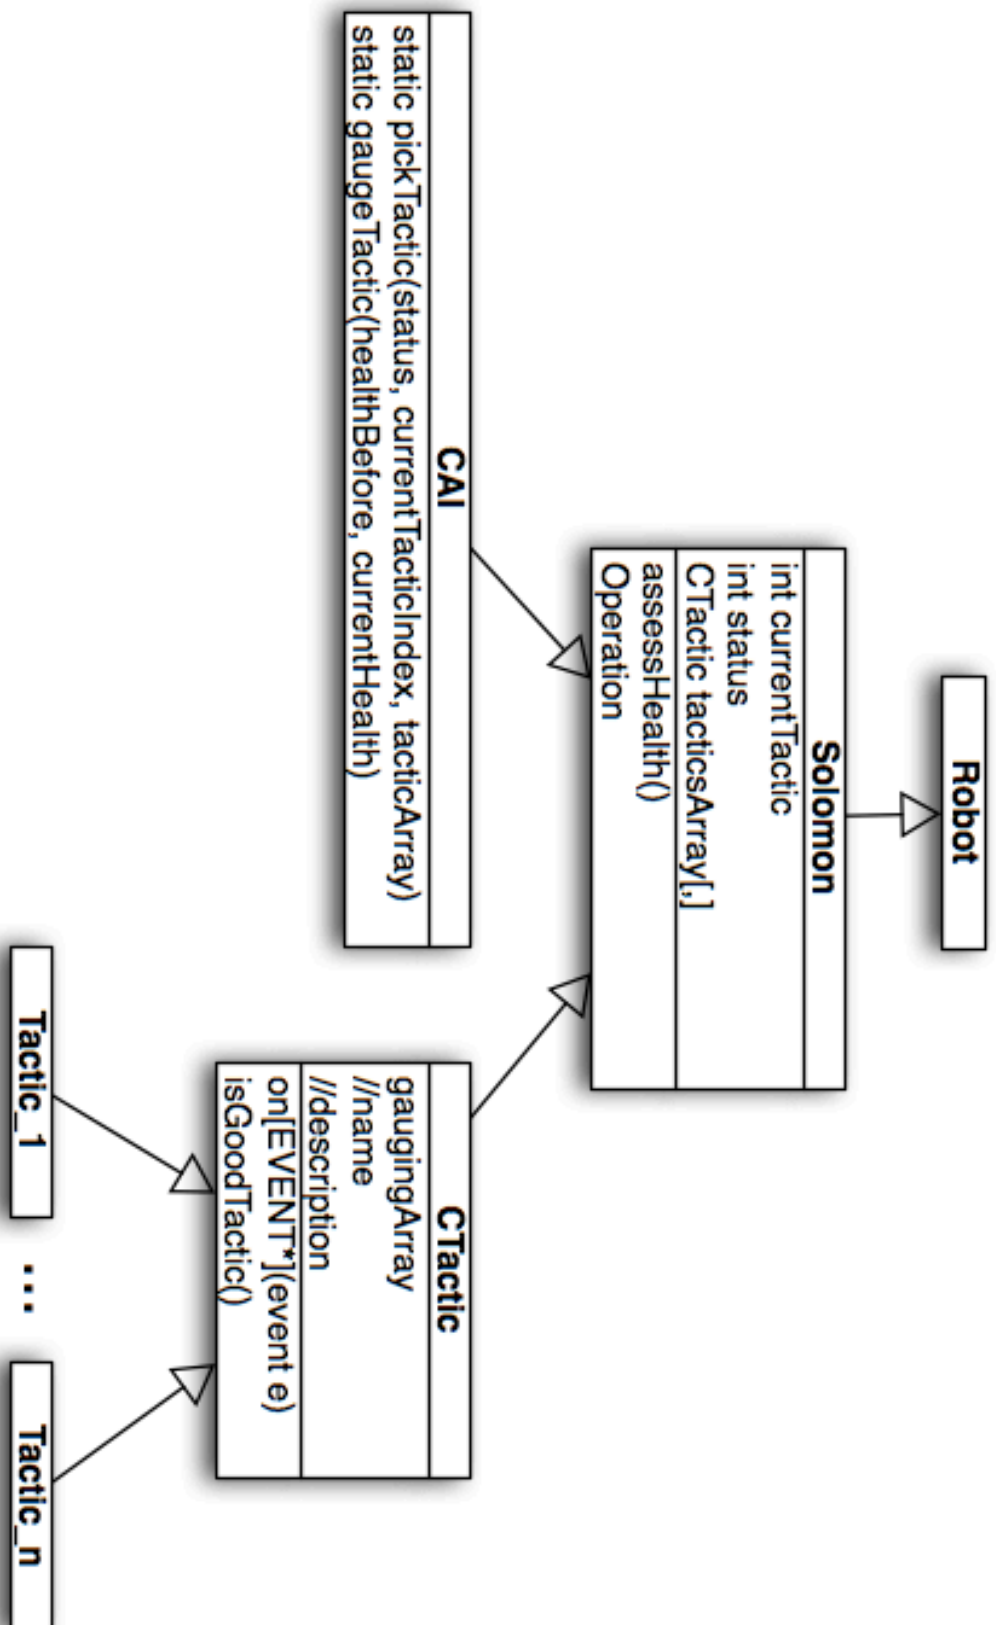 Robot
Solomon
int currentTactic
int status
CTactic tacticsArray[,]
assessHealth()
Operation
CAI
static pickTactic(status, currentTacticIndex, tacticArray)
static gaugeTactic(healthBefore, currentHealth)
CTactic
gaugingArray
//name
//description
on[EVENT*](event e)
isGoodTactic()
Tactic_1
...
Tactic_n